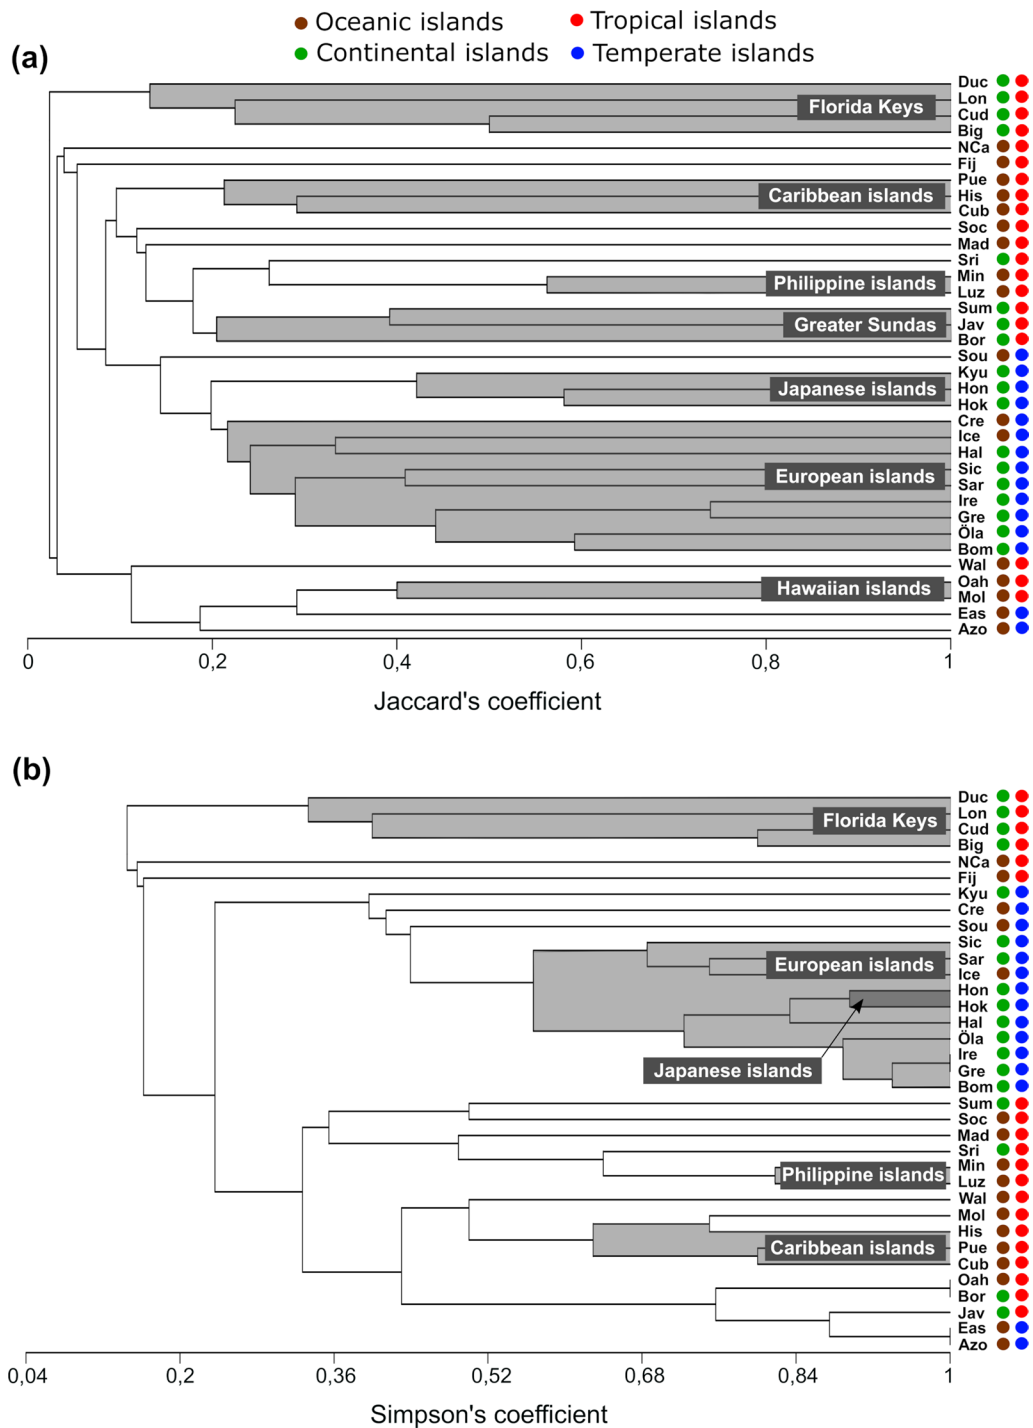 Oceanic islands
Tropical islands
Continental islands
Temperate islands
(a)
Duc
Lon
Florida Keys
Cud
Big
NCa
Fij
Pue
Caribbean islands
His
Cub
Soc
Mad
Sri
Min
Philippine islands
Luz
Sum
Greater Sundas
Jav
Bor
Sou
Kyu
Japanese islands
Hon
Hok
Cre
Ice
Hal
European islands
Sic
Sar
Ire
Gre
Öla
Bom
Wal
Hawaiian islands
Oah
Mol
Eas
Azo
0 0,2 0,4 0,6 0,8 1
Jaccard's coefficient
(b)
Duc
Lon
Florida Keys
Cud
Big
NCa
Fij
Kyu
Cre
Sou
Sic
European islands
Sar
Ice
Hon
Hok
Hal
Öla
Ire
Japanese islands
Gre
Bom
Sum
Soc
Mad
Sri
Min
Philippine islands
Luz
Wal
Mol
His
Caribbean islands
Pue
Cub
Oah
Bor
Jav
Eas
Azo
0,04 0,2 0,36 0,52 0,68 0,84 1
Simpson's coefficient